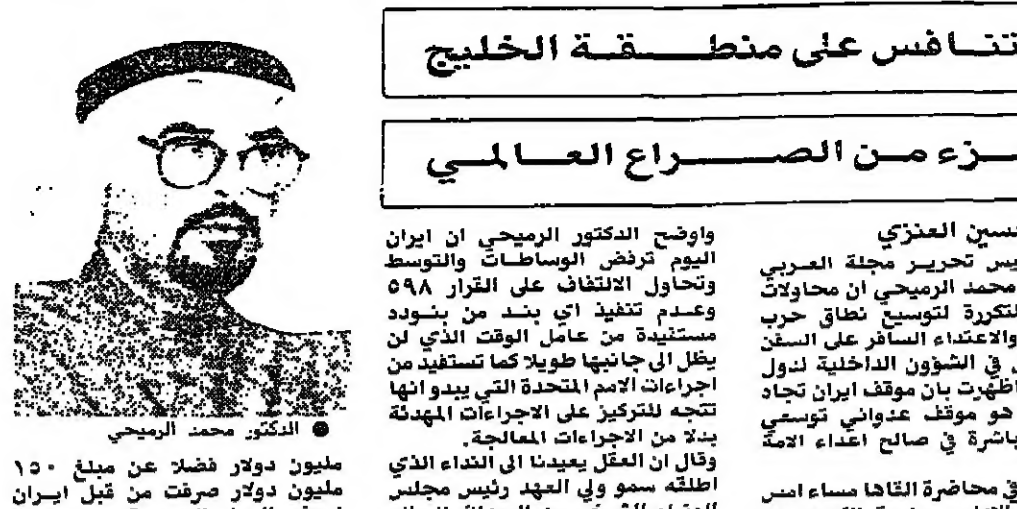 تتنافس على منطقة الخليج
ـزء من الصراع العالمي
ـسين العنزي
يس تحرير مجلة العربي
محمد الرميحي ان محاولات
لتكررة لتوسيع نطاق حرب
والاعتداء السافر على السفن
في الشؤون الداخلية لدول
اظهرت بان موقف ايران تجاه
هو موقف عدواني توسعي
باشرة في صالح اعداء الامة
في محاضرة القاها مساء امس
واوضح الدكتور الرميحي ان ايران
اليوم ترفض الوساطات والتوسط
وتحاول الالتفاف على القرار ٥٩٨
وعدم تنفيذ اي بند من بنوده
مستفيدة من عامل الوقت الذي لن
يظل الى جانبها طويلا كما تستفيد من
اجراءات الامم المتحدة التي يبدو انها
تتجه للتركيز على الاجراءات المهدئة
بدلا من الاجراءات المعالجة.
وقال ان العقل يعيدنا الى النداء الذي
اطلقه سمو ولي العهد رئيس مجلس
● الدكتور محمد الرميحي
مليون دولار فضلا عن مبلغ ١٥٠
مليون دولار صرفت من قبل ايران